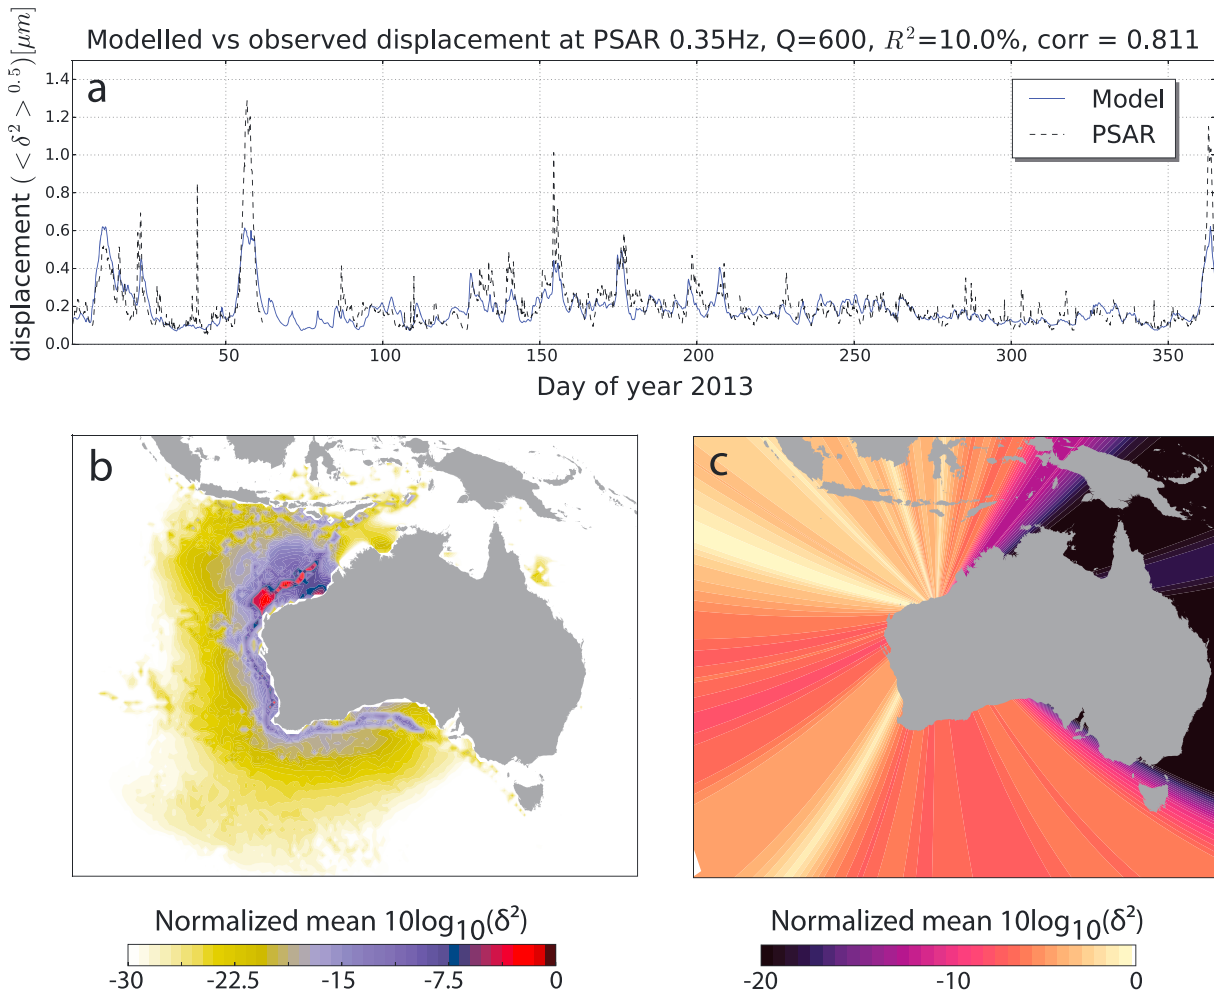 Modelled vs observed displacement at PSAR 0.35Hz, Q=600, R²=10.0%, corr = 0.811
displacement (< δ² >^0.5)[μm]
a
1.4
1.2
1.0
0.8
0.6
0.4
0.2
0.0
Model
PSAR
50
100
150
200
250
300
350
Day of year 2013
b
c
Normalized mean 10log₁₀(δ²)
-30
-22.5
-15
-7.5
0
Normalized mean 10log₁₀(δ²)
-20
-10
0